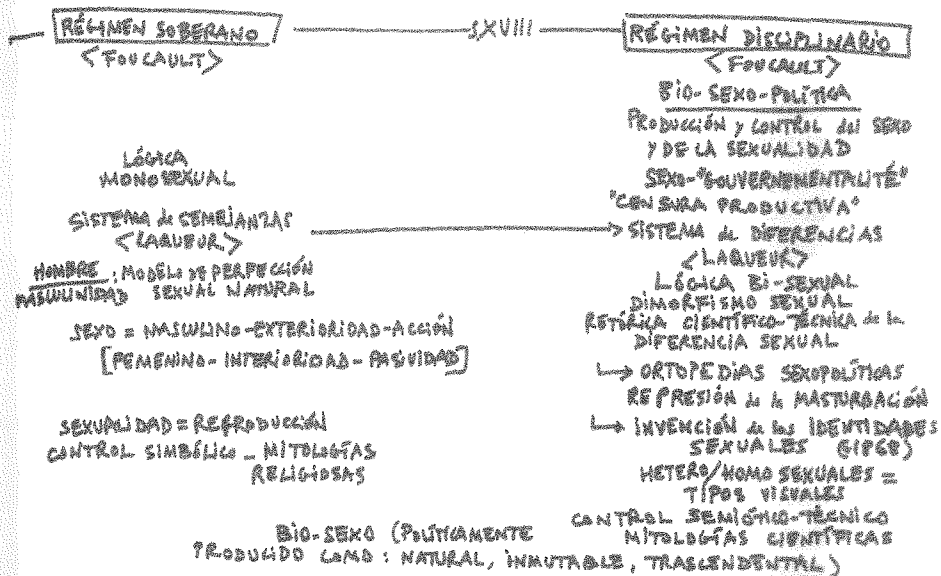 RÉGIMEN SOBERANO
S.XVIII
RÉGIMEN DISCIPLINARIO
<FOUCAULT>
<FOUCAULT>
BIO-SEXO-POLÍTICA
PRODUCCIÓN y CONTROL del SEXO
y DE LA SEXUALIDAD
LÓGICA
MONOSEXUAL
SEXO-"GOUVERNEMENTALITÉ"
"CENSURA PRODUCTIVA"
SISTEMA de SEMEJANZAS
<LAQUEUR>
SISTEMA de DIFERENCIAS
<LAQUEUR>
HOMBRE : MODELO DE PERFECCIÓN
MASCULINIDAD SEXUAL NATURAL
LÓGICA BI-SEXUAL
DIMORFISMO SEXUAL
RETÓRICA CIENTÍFICO-TÉCNICA de la
DIFERENCIA SEXUAL
SEXO = MASCULINO-EXTERIORIDAD-ACCIÓN
[FEMENINO-INTERIORIDAD-PASIVIDAD]
→ ORTOPEDIAS SEXOPOLÍTICAS
REPRESIÓN de la MASTURBACIÓN
→ INVENCIÓN de las IDENTIDADES
SEXUALES (1868)
SEXUALIDAD = REPRODUCCIÓN
CONTROL SIMBÓLICO - MITOLOGÍAS
RELIGIOSAS
HETERO/HOMO SEXUALES =
TIPOS VISUALES
CONTROL SEMIÓTICO-TÉCNICO
MITOLOGÍAS CIENTÍFICAS
BIO-SEXO (POLÍTICAMENTE
PRODUCIDO COMO: NATURAL, INMUTABLE, TRASCENDENTAL)